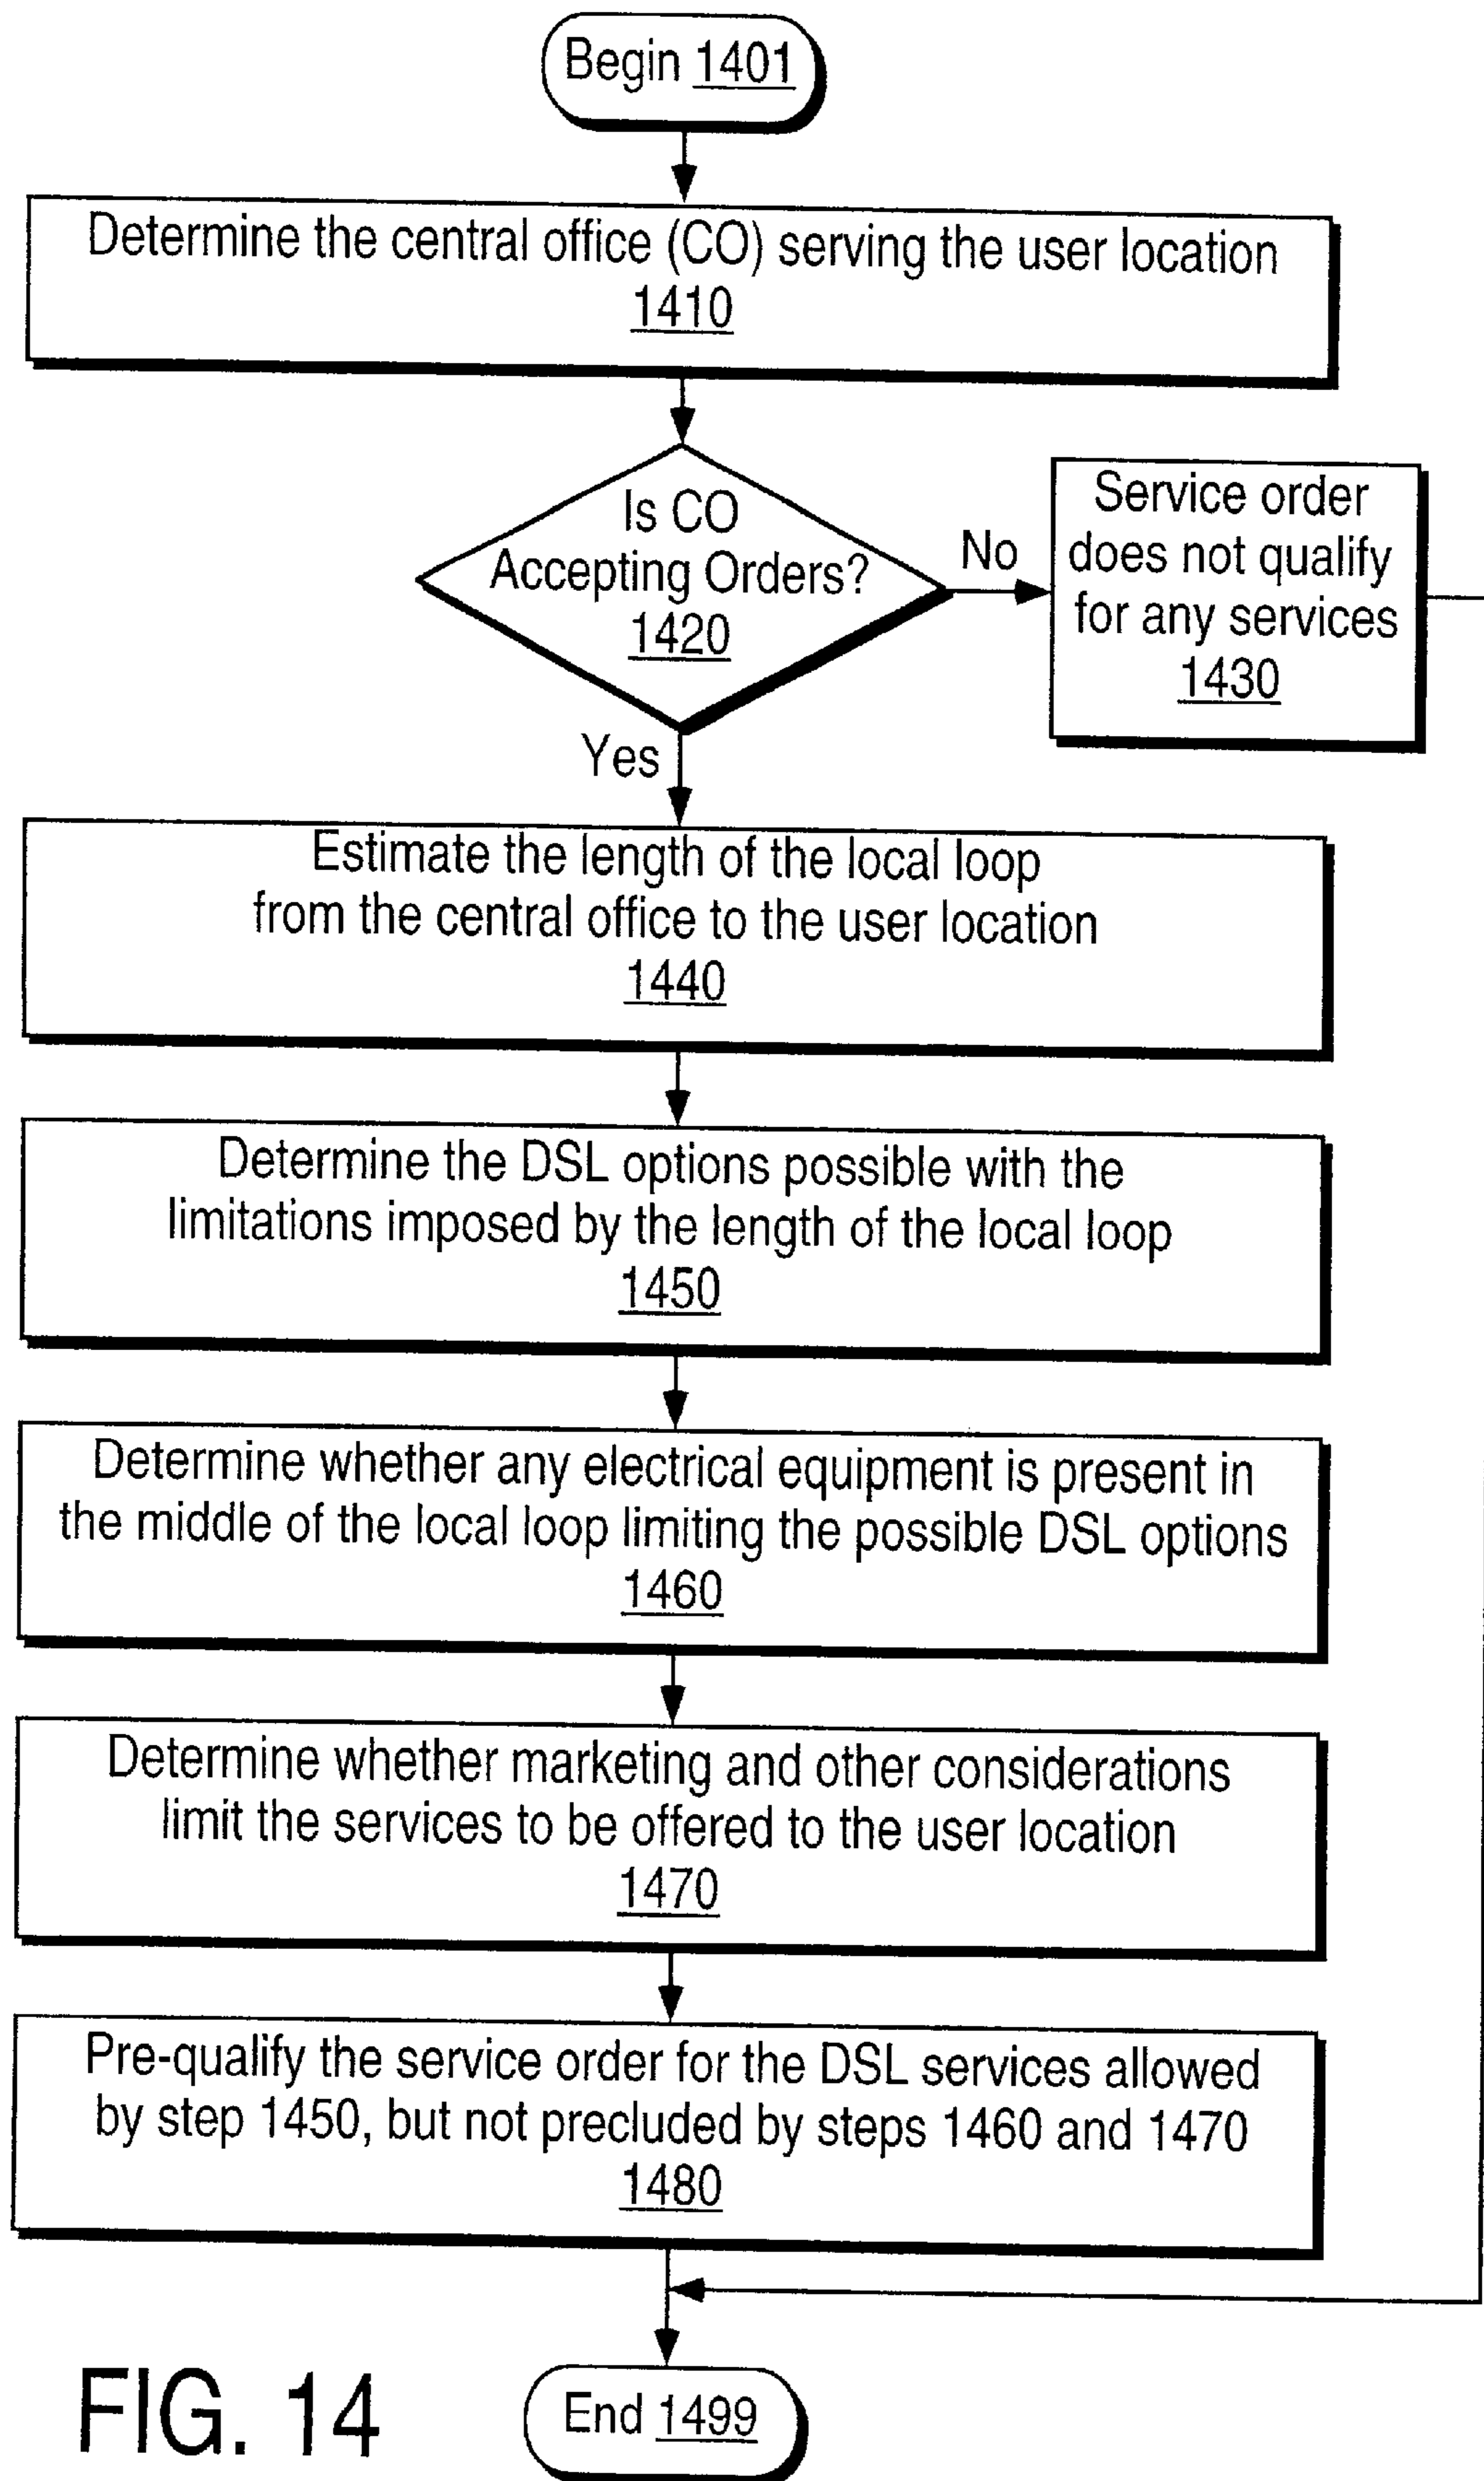 Begin 1401
Determine the central office (CO) serving the user location
1410
Is CO
Accepting Orders?
1420
No
Service order
does not qualify
for any services
1430
Yes
Estimate the length of the local loop
from the central office to the user location
1440
Determine the DSL options possible with the
limitations imposed by the length of the local loop
1450
Determine whether any electrical equipment is present in
the middle of the local loop limiting the possible DSL options
1460
Determine whether marketing and other considerations
limit the services to be offered to the user location
1470
Pre-qualify the service order for the DSL services allowed
by step 1450, but not precluded by steps 1460 and 1470
1480
End 1499
FIG. 14